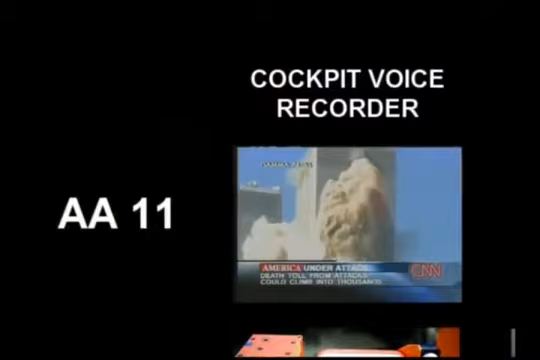 COCKPIT VOICE
RECORDER
AA 11
AMERICA UNDER ATTACK
CNN
DEATH TOLL FROM ATTACKS
COULD CLIMB INTO THOUSANDS